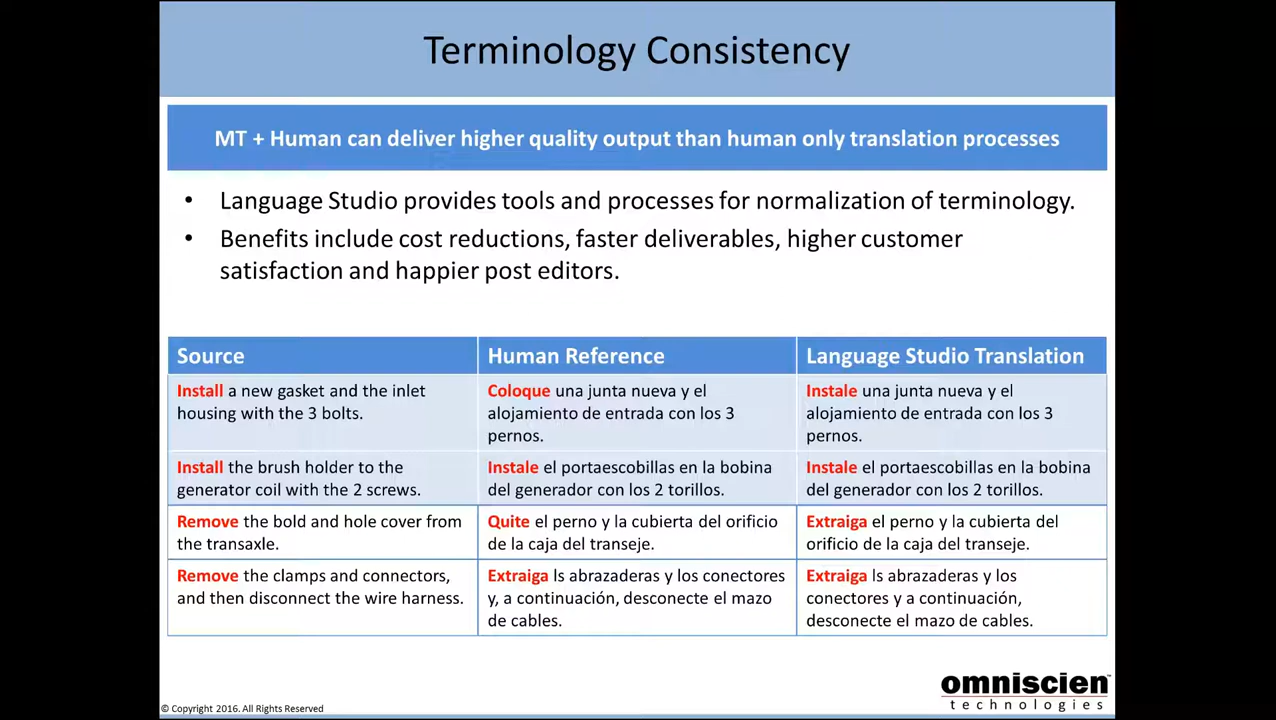 Terminology Consistency
MT + Human can deliver higher quality output than human only translation processes
• Language Studio provides tools and processes for normalization of terminology.
• Benefits include cost reductions, faster deliverables, higher customer
satisfaction and happier post editors.
Source
Human Reference
Language Studio Translation
Install a new gasket and the inlet
housing with the 3 bolts.
Coloque una junta nueva y el
alojamiento de entrada con los 3
pernos.
Instale una junta nueva y el
alojamiento de entrada con los 3
pernos.
Install the brush holder to the
generator coil with the 2 screws.
Instale el portaescobillas en la bobina
del generador con los 2 torillos.
Instale el portaescobillas en la bobina
del generador con los 2 torillos.
Remove the bold and hole cover from
the transaxle.
Quite el perno y la cubierta del orificio
de la caja del transeje.
Extraiga el perno y la cubierta del
orificio de la caja del transeje.
Remove the clamps and connectors,
and then disconnect the wire harness.
Extraiga ls abrazaderas y los conectores
y, a continuación, desconecte el mazo
de cables.
Extraiga ls abrazaderas y los
conectores y a continuación,
desconecte el mazo de cables.
omniscien™
technologies
© Copyright 2016. All Rights Reserved